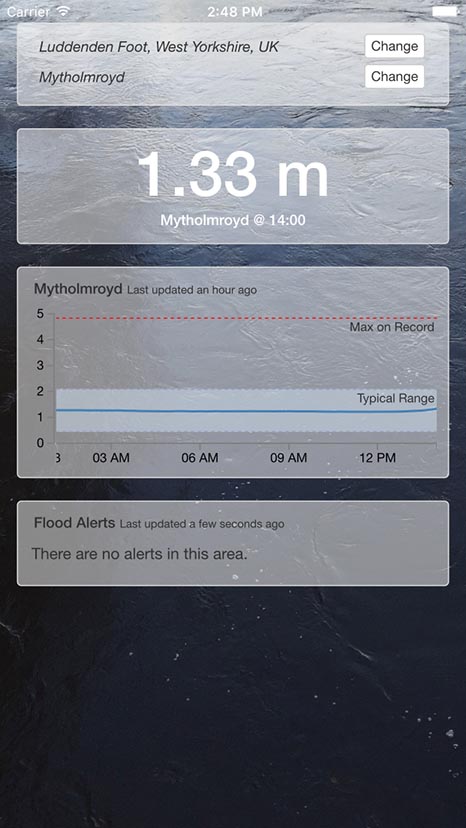 Carrier 2:48 PM
Luddenden Foot, West Yorkshire, UK Change
Mytholmroyd Change
1.33 m
Mytholmroyd @ 14:00
Mytholmroyd Last updated an hour ago
5
Max on Record
4
3
2
Typical Range
1
0
03 AM 06 AM 09 AM 12 PM
Flood Alerts Last updated a few seconds ago
There are no alerts in this area.